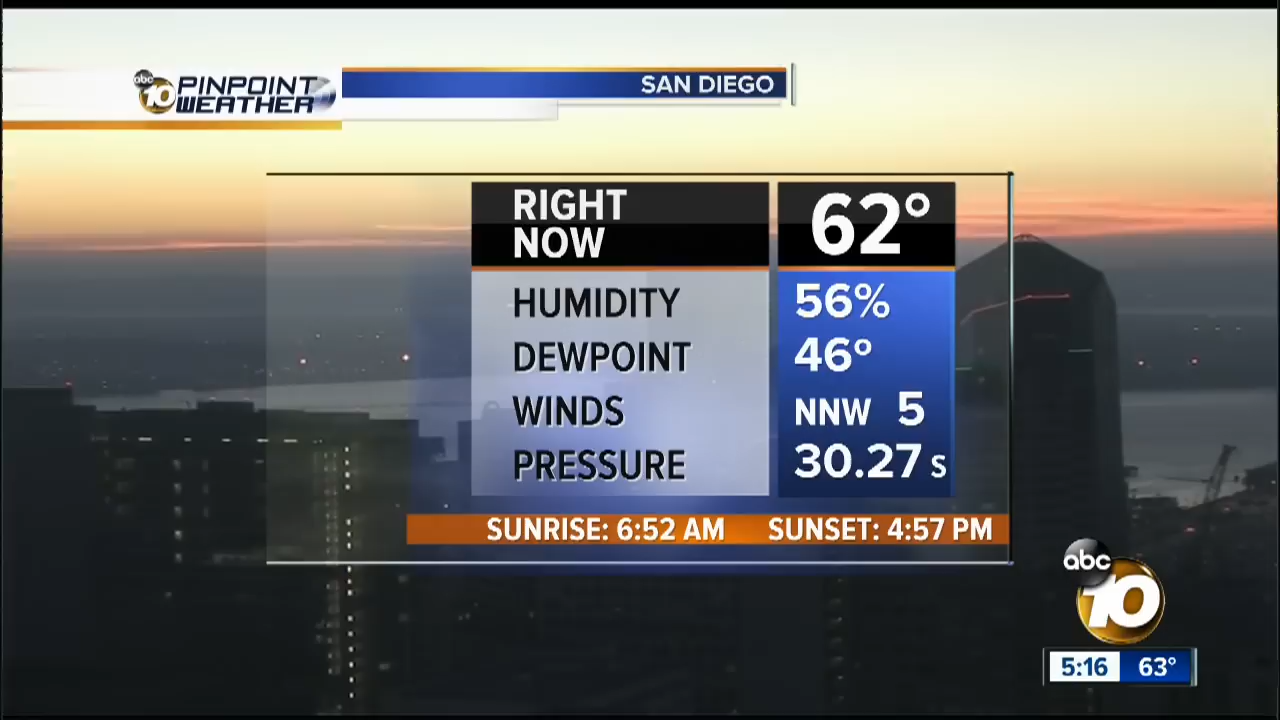 abc
10 PINPOINT
WEATHER
SAN DIEGO
RIGHT
NOW
62°
HUMIDITY 56%
DEWPOINT 46°
WINDS NNW 5
PRESSURE 30.27 S
SUNRISE: 6:52 AM SUNSET: 4:57 PM
abc
10
5:16 63°